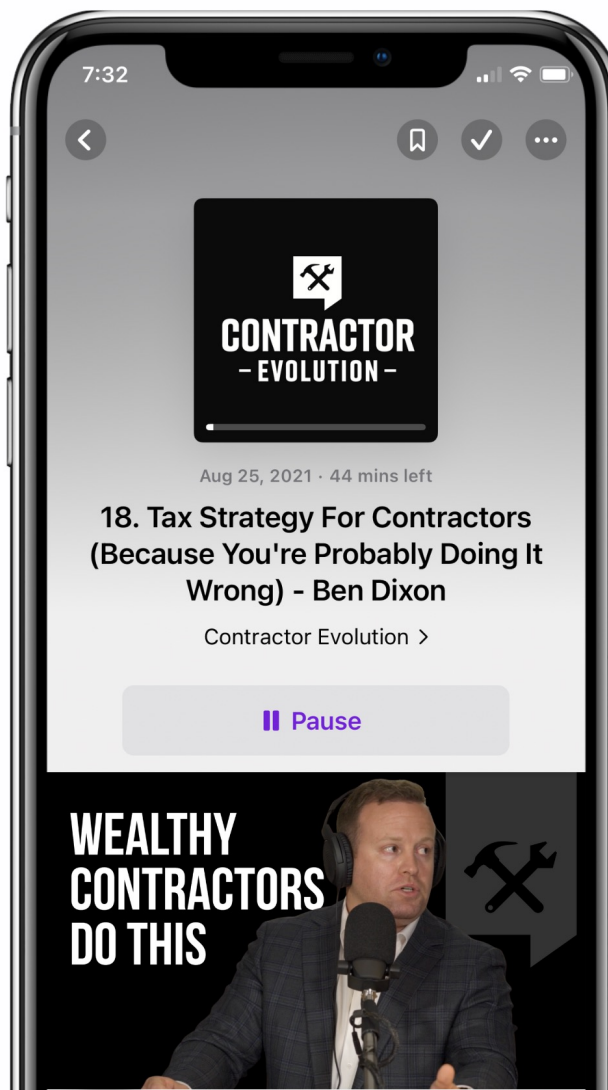 7:32
CONTRACTOR
- EVOLUTION -
Aug 25, 2021 · 44 mins left
18. Tax Strategy For Contractors
(Because You're Probably Doing It
Wrong) - Ben Dixon
Contractor Evolution >
Pause
WEALTHY
CONTRACTORS
DO THIS